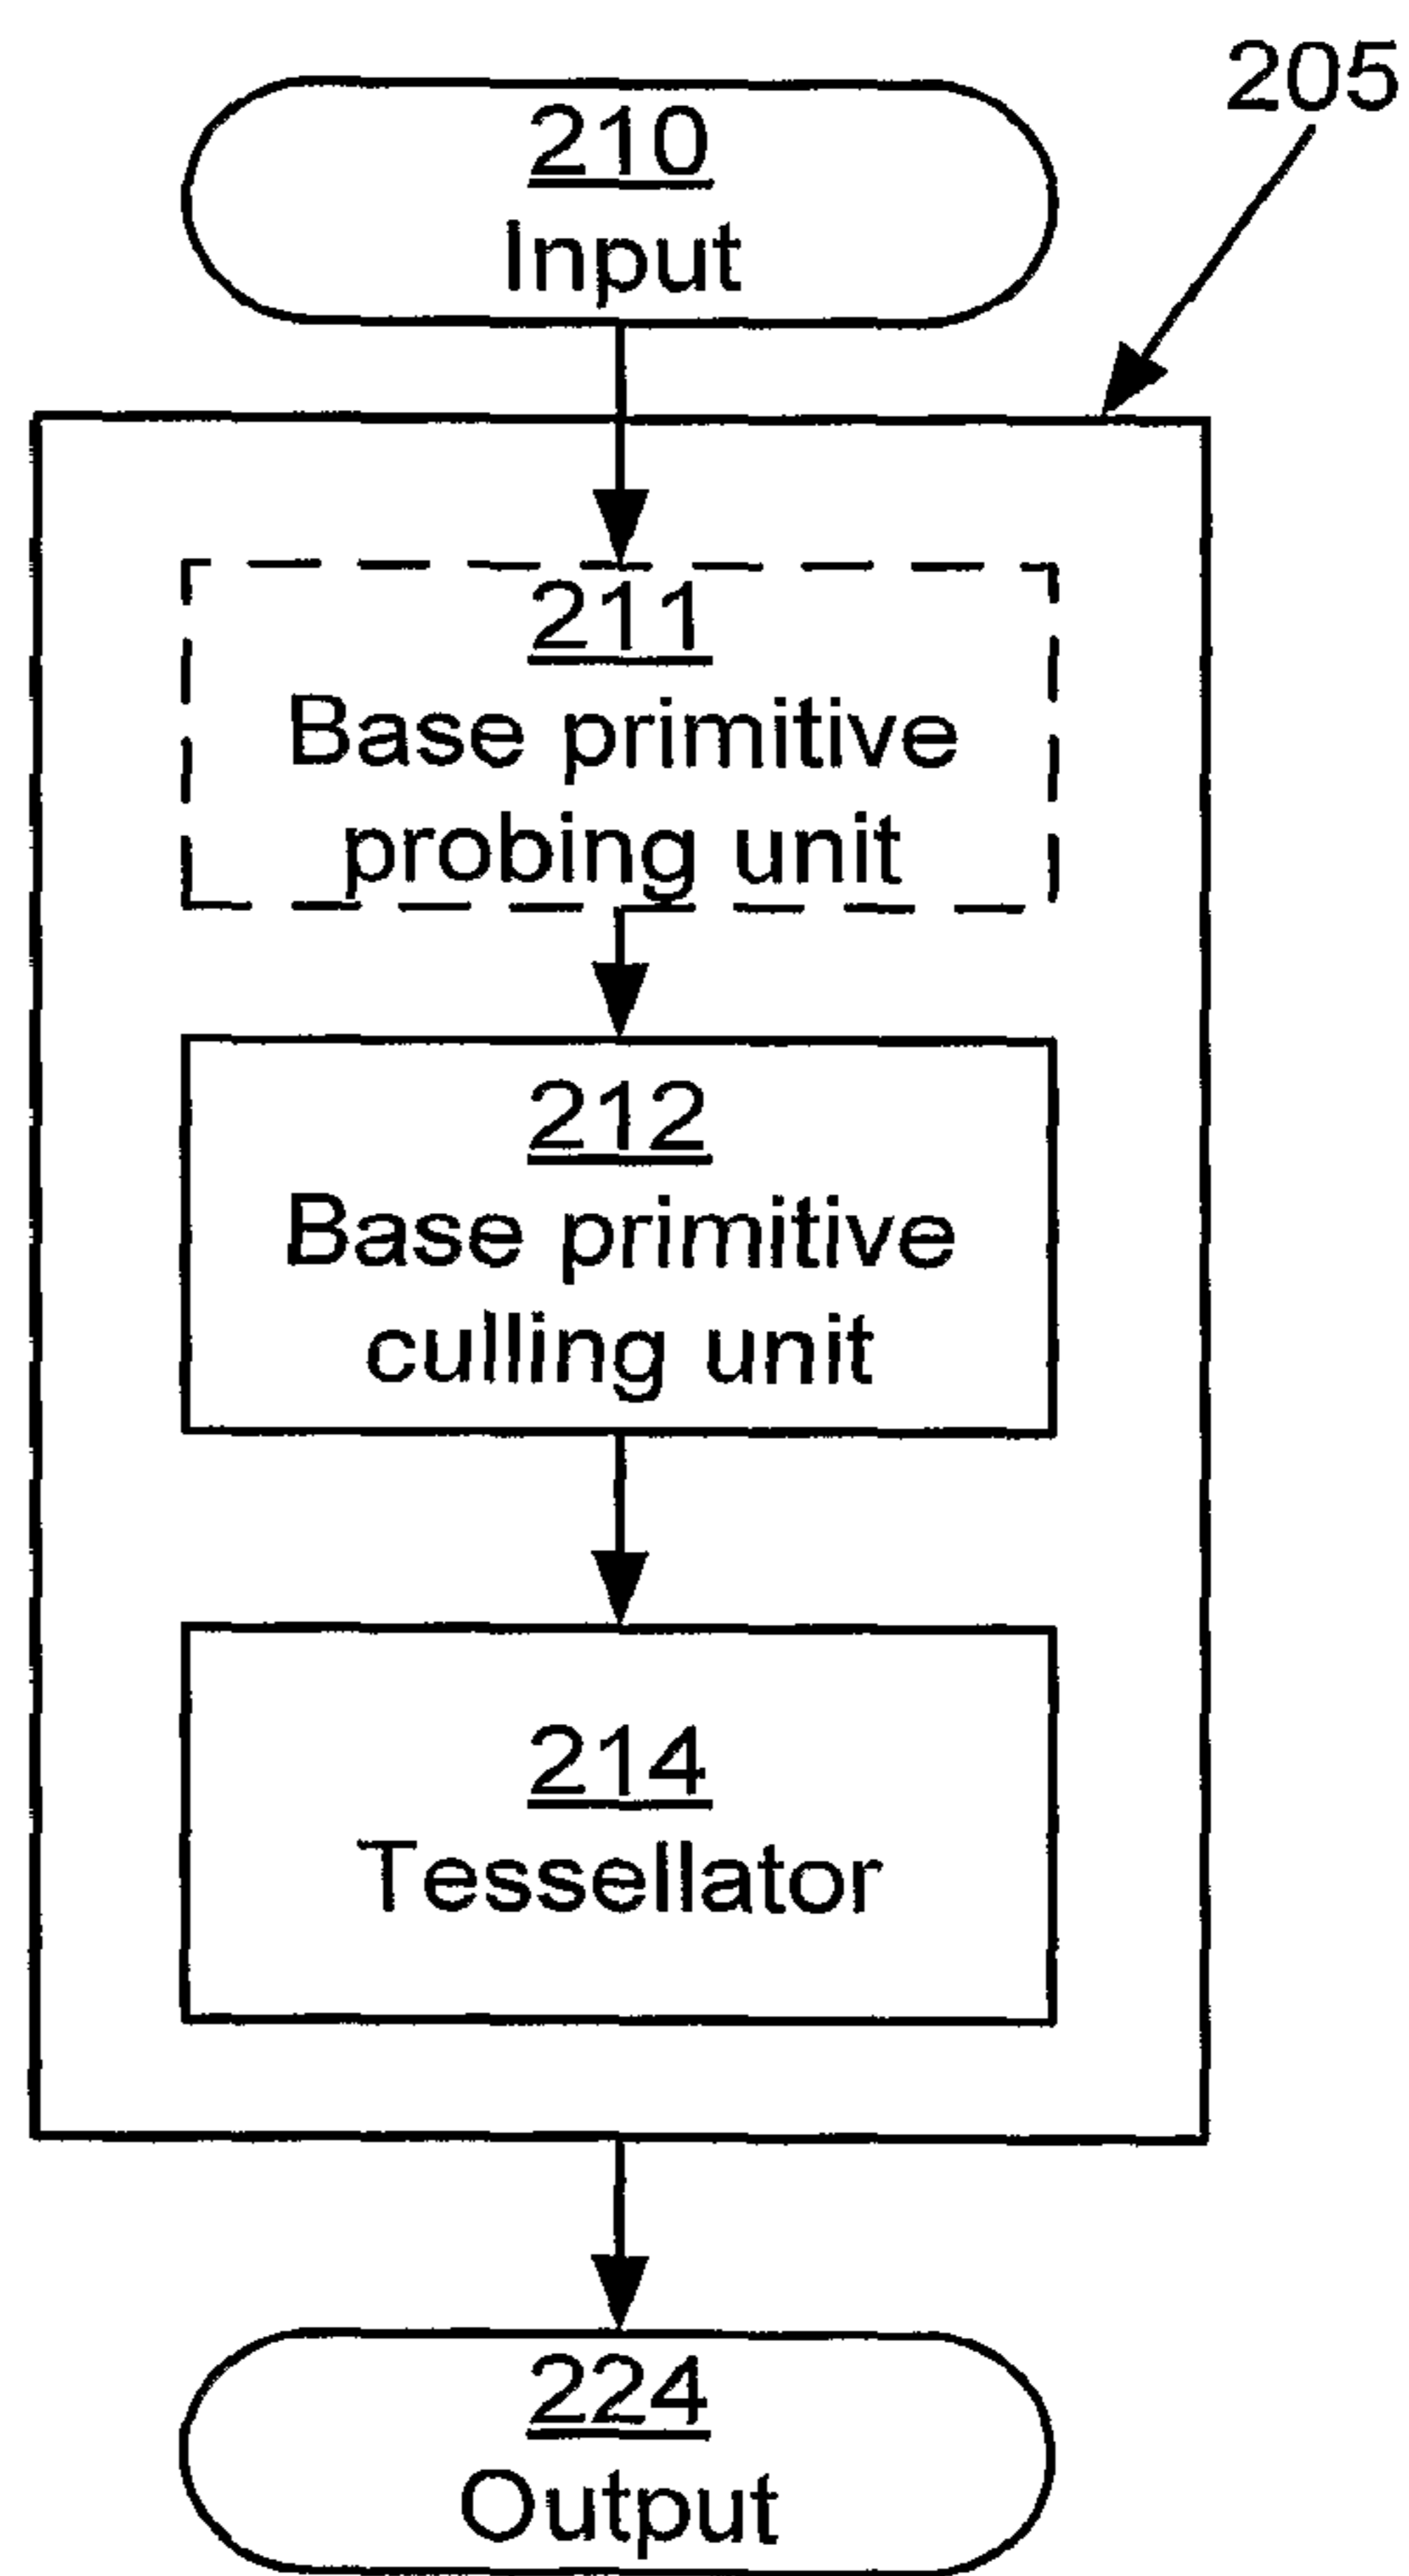 205
210
Input
211
Base primitive
probing unit
212
Base primitive
culling unit
214
Tessellator
224
Output